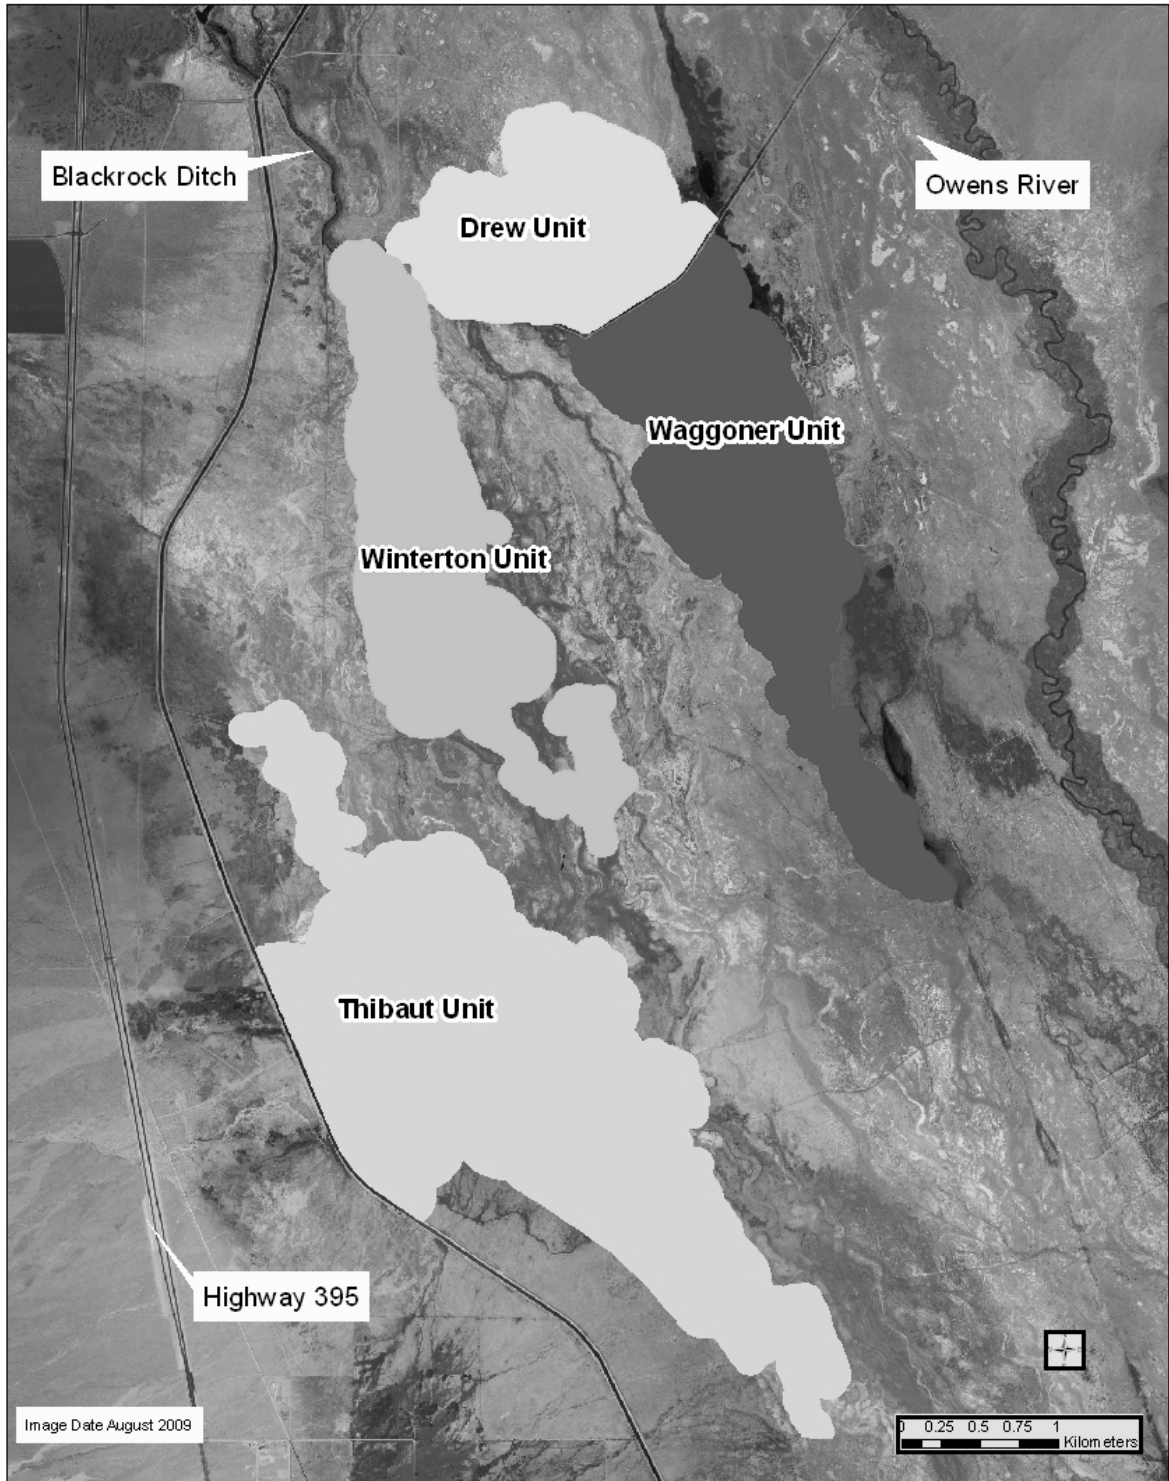 Blackrock Ditch
Owens River
Drew Unit
Waggoner Unit
Winterton Unit
Thibaut Unit
Highway 395
Image Date August 2009
0 0.25 0.5 0.75 1
Kilometers